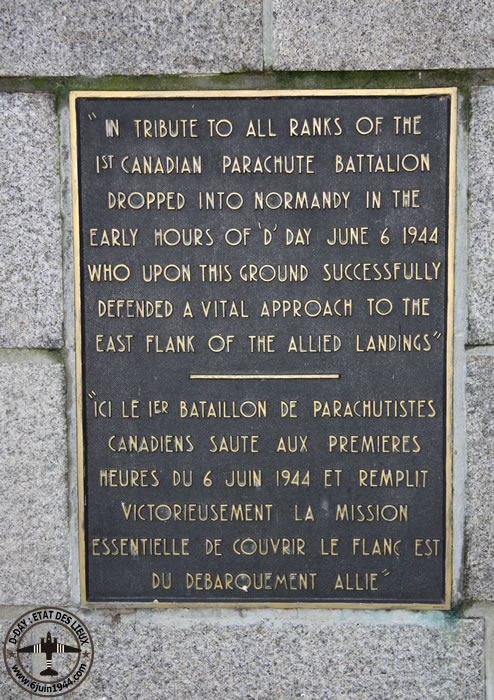 "IN TRIBUTE TO ALL RANKS OF THE
1ST CANADIAN PARACHUTE BATTALION
DROPPED INTO NORMANDY IN THE
EARLY HOURS OF 'D' DAY JUNE 6 1944
WHO UPON THIS GROUND SUCCESSFULLY
DEFENDED A VITAL APPROACH TO THE
EAST FLANK OF THE ALLIED LANDINGS"
"ICI LE 1ER BATAILLON DE PARACHUTISTES
CANADIENS SAUTE AUX PREMIERES
HEURES DU 6 JUIN 1944 ET REMPLIT
VICTORIEUSEMENT LA MISSION
ESSENTIELLE DE COUVRIR LE FLANC EST
DU DEBARQUEMENT ALLIE"
D-DAY : ETAT DES LIEUX
www.6juin1944.com